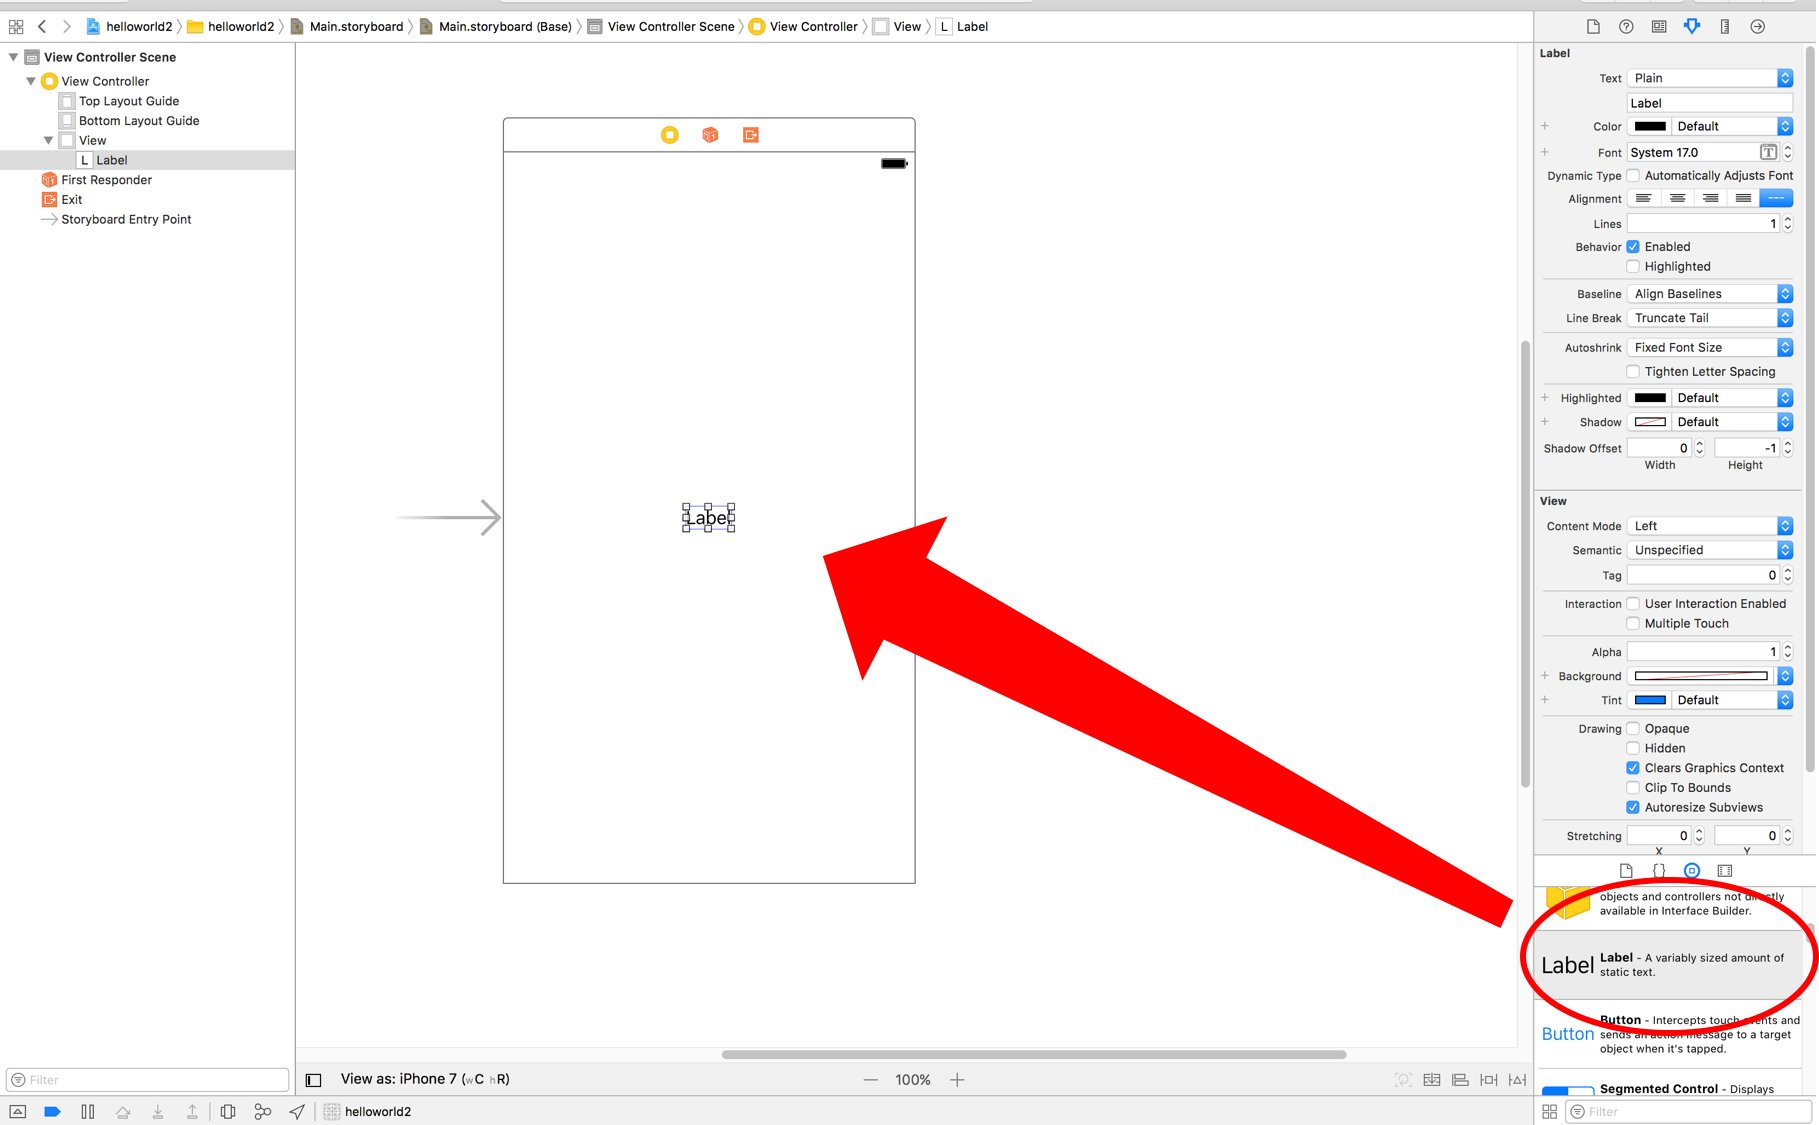 helloworld2 helloworld2 Main.storyboard Main.storyboard (Base) View Controller Scene View Controller View L Label
View Controller Scene
View Controller
Top Layout Guide
Bottom Layout Guide
View
L Label
First Responder
Exit
Storyboard Entry Point
Filter
Label
View as: iPhone 7 (wC hR)
100%
helloworld2
Label
Text Plain
Label
Color Default
Font System 17.0 T
Dynamic Type Automatically Adjusts Font
Alignment
Lines 1
Behavior Enabled
Highlighted
Baseline Align Baselines
Line Break Truncate Tail
Autoshrink Fixed Font Size
Tighten Letter Spacing
Highlighted Default
Shadow Default
Shadow Offset 0 -1
Width Height
View
Content Mode Left
Semantic Unspecified
Tag 0
Interaction User Interaction Enabled
Multiple Touch
Alpha 1
Background
Tint Default
Drawing Opaque
Hidden
Clears Graphics Context
Clip To Bounds
Autoresize Subviews
Stretching 0 0
X Y
{}
objects and controllers not directly
available in Interface Builder.
Label Label - A variably sized amount of
static text.
Button Button - Intercepts touch events and
sends an action message to a target
object when it's tapped.
Segmented Control - Displays
Filter